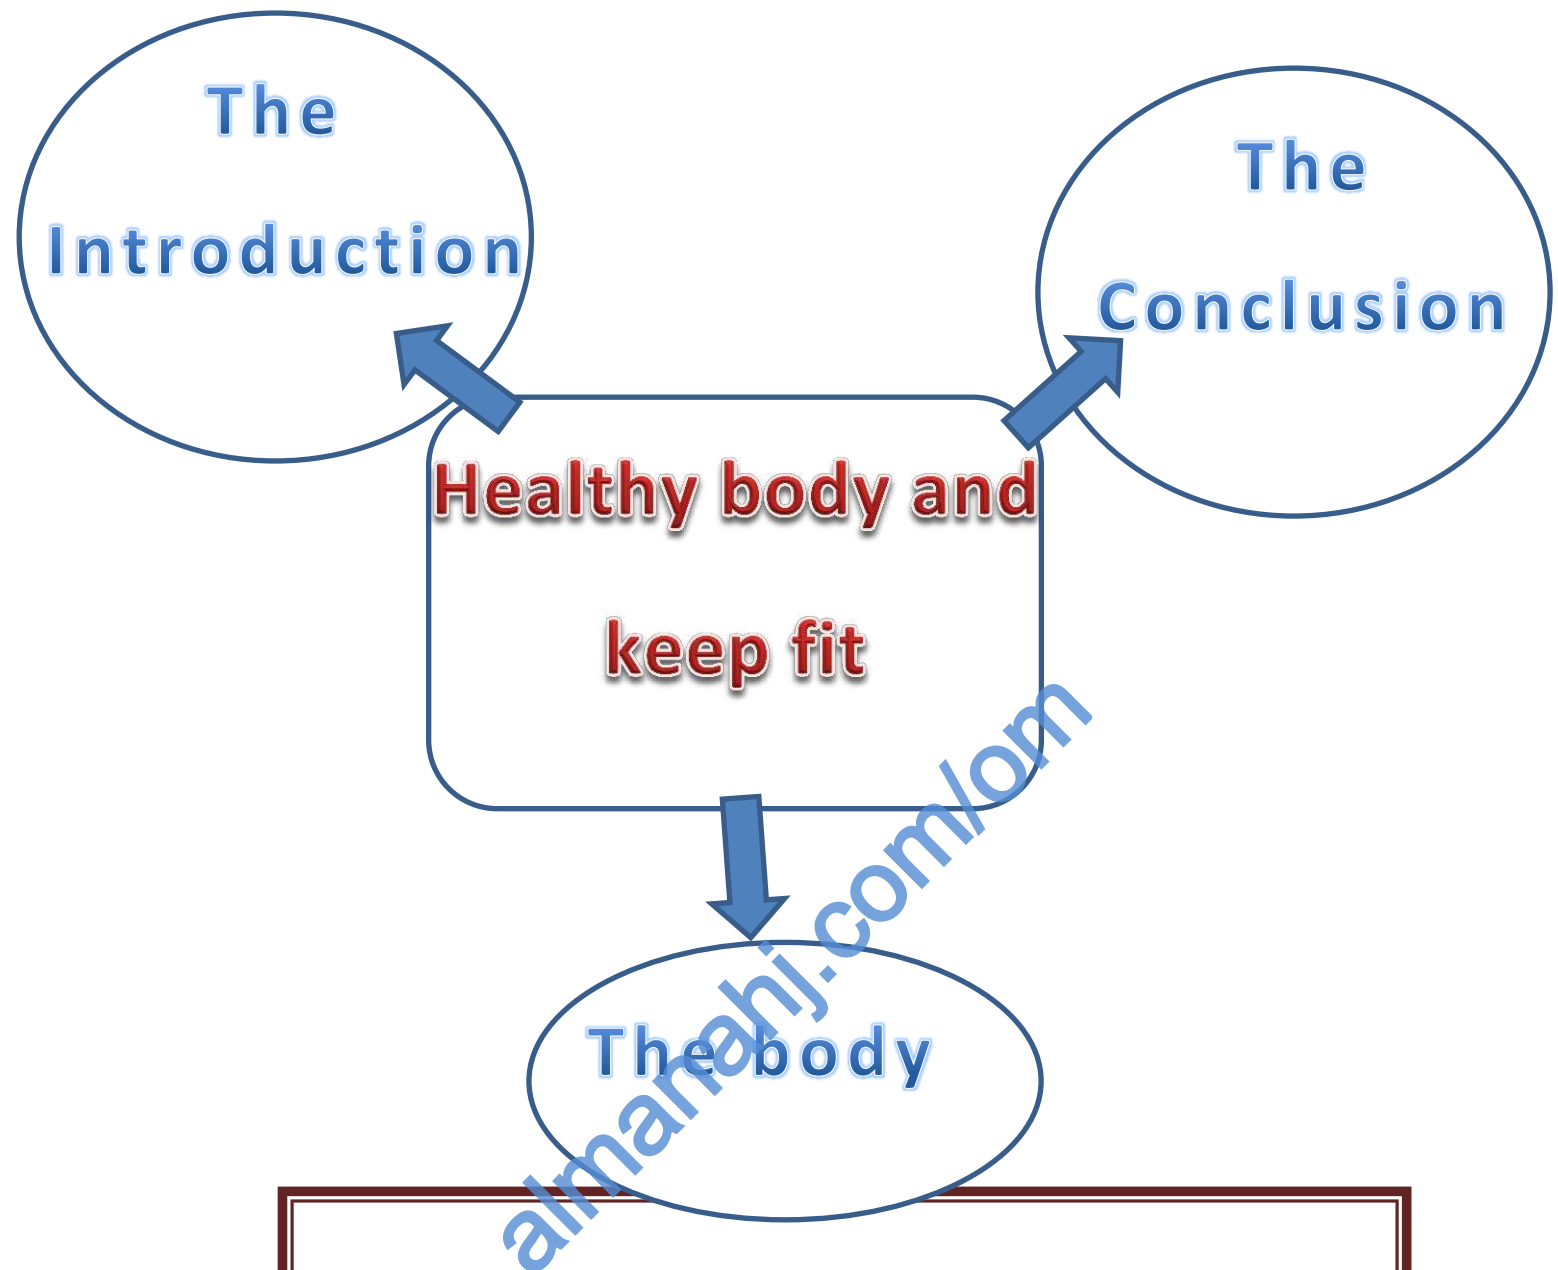 The
Introduction
The
Conclusion
Healthy body and
keep fit
The body
almanahj.com/om